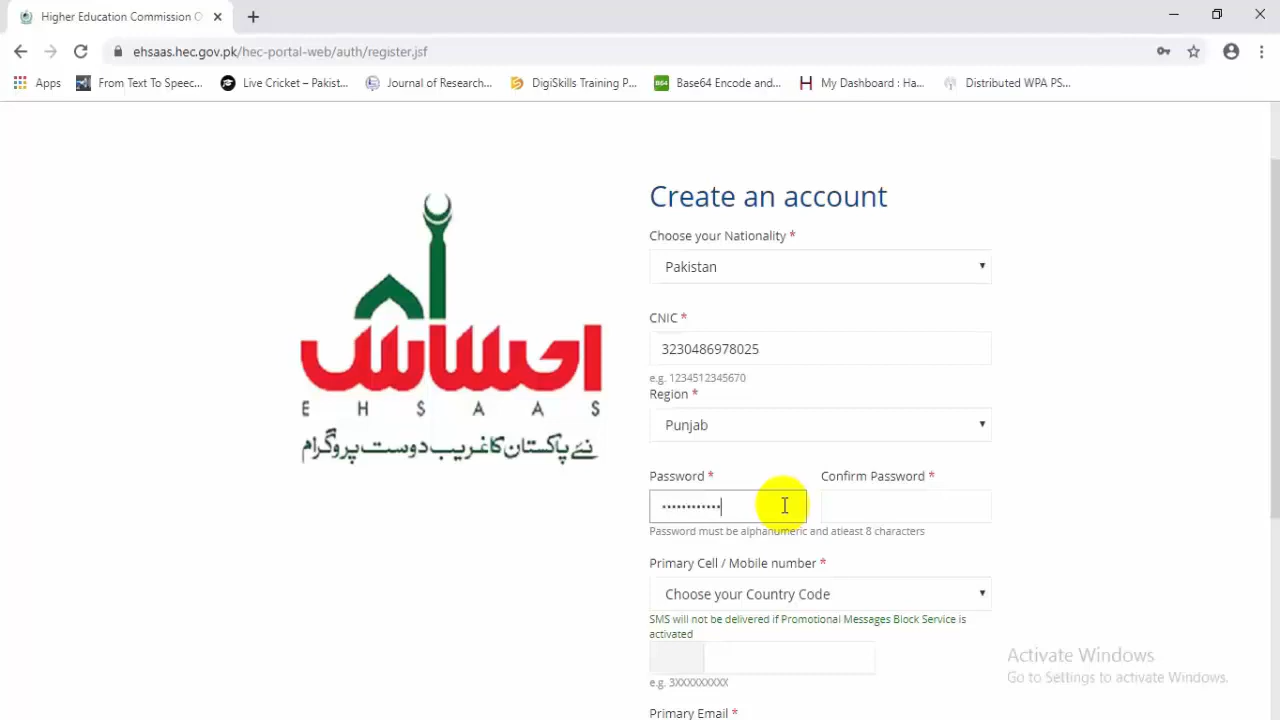 Higher Education Commission O
ehsaas.hec.gov.pk/hec-portal-web/auth/register.jsf
Apps From Text To Speec... Live Cricket – Pakist... Journal of Research... DigiSkills Training P... B64 Base64 Encode and... H My Dashboard : Ha... Distributed WPA PS...
Create an account
Choose your Nationality *
Pakistan
CNIC *
3230486978025
e.g. 1234512345670
Region *
Punjab
احساس
EHSAAS
نئے پاکستان کا غریب دوست پروگرام
Password * Confirm Password *
••••••••••••
Password must be alphanumeric and atleast 8 characters
Primary Cell / Mobile number *
Choose your Country Code
SMS will not be delivered if Promotional Messages Block Service is
activated
e.g. 3XXXXXXXXX
Primary Email *
Activate Windows
Go to Settings to activate Windows.